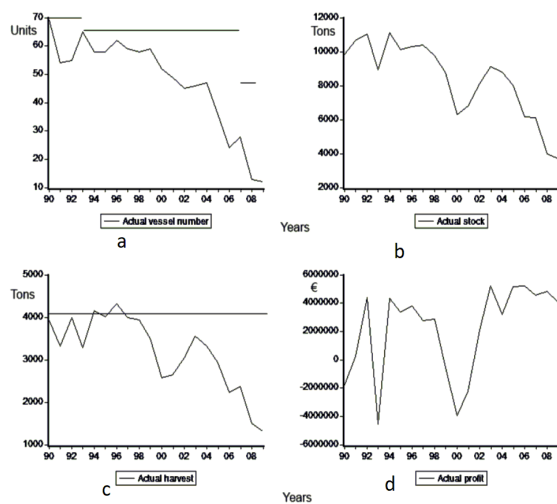 70
Units
60
50
40
30
20
10
90 92 94 96 98 00 02 04 06 08
Actual vessel number
a
12000
Tons
10000
8000
6000
4000
2000
90 92 94 96 98 00 02 04 06 08
Actual stock
Years
b
5000
Tons
4000
3000
2000
1000
90 92 94 96 98 00 02 04 06 08
Actual harvest
c
6000000
€
4000000
2000000
0
-2000000
-4000000
-6000000
90 92 94 96 98 00 02 04 06 08
Actual profit
d
Years